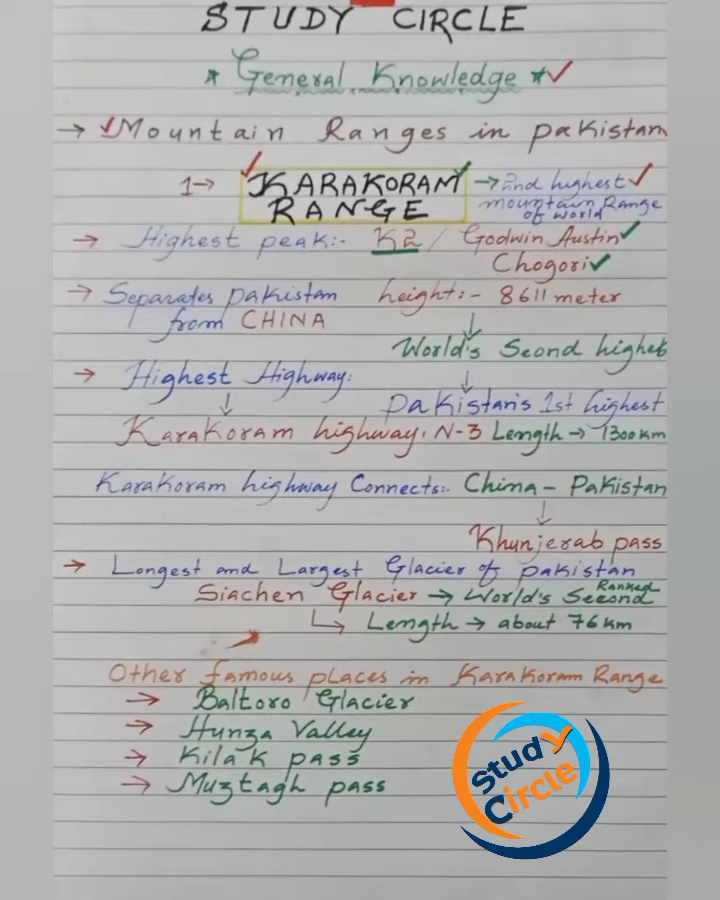 STUDY CIRCLE
* General Knowledge *✓
→ ✓Mountain Ranges in pakistan
1→ KARAKORAM RANGE → 2nd highest ✓ mountain Range of world
→ Highest peak:- K2 / Godwin Austin✓
Chogori✓
→ Separates pakistan from CHINA
height:- 8611 meter
↓
World's Seond highest
→ Highest Highway:
↓
pakistan's 1st highest
↓
Karakoram highway, N-3 Length → 1300 km
Karakoram highway Connects:. China - Pakistan
↓
Khunjerab pass
→ Longest and Largest Glacier of pakistan
Siachen Glacier → World's Second Ranked
↳ Length → about 76 km
Other famous places in Karakoram Range
→ Baltoro Glacier
→ Hunza Valley
→ Kilak pass
→ Muztagh pass
Study
Circle